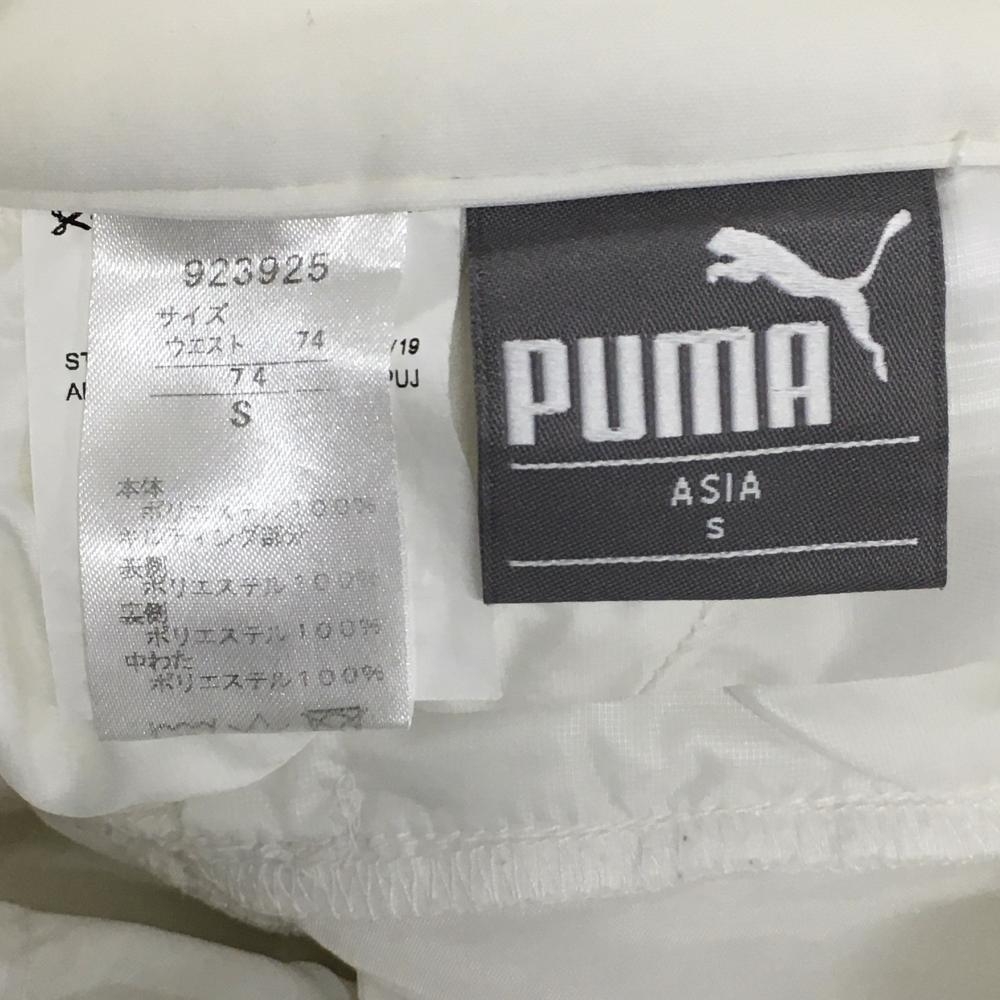 923925
サイズ
ウエスト 74
74
S
本体
ポリエステル100%
キルティング部分
表側
ポリエステル100%
裏側
ポリエステル100%
中わた
ポリエステル100%
ST
/19
PUJ
PUMA
ASIA
S